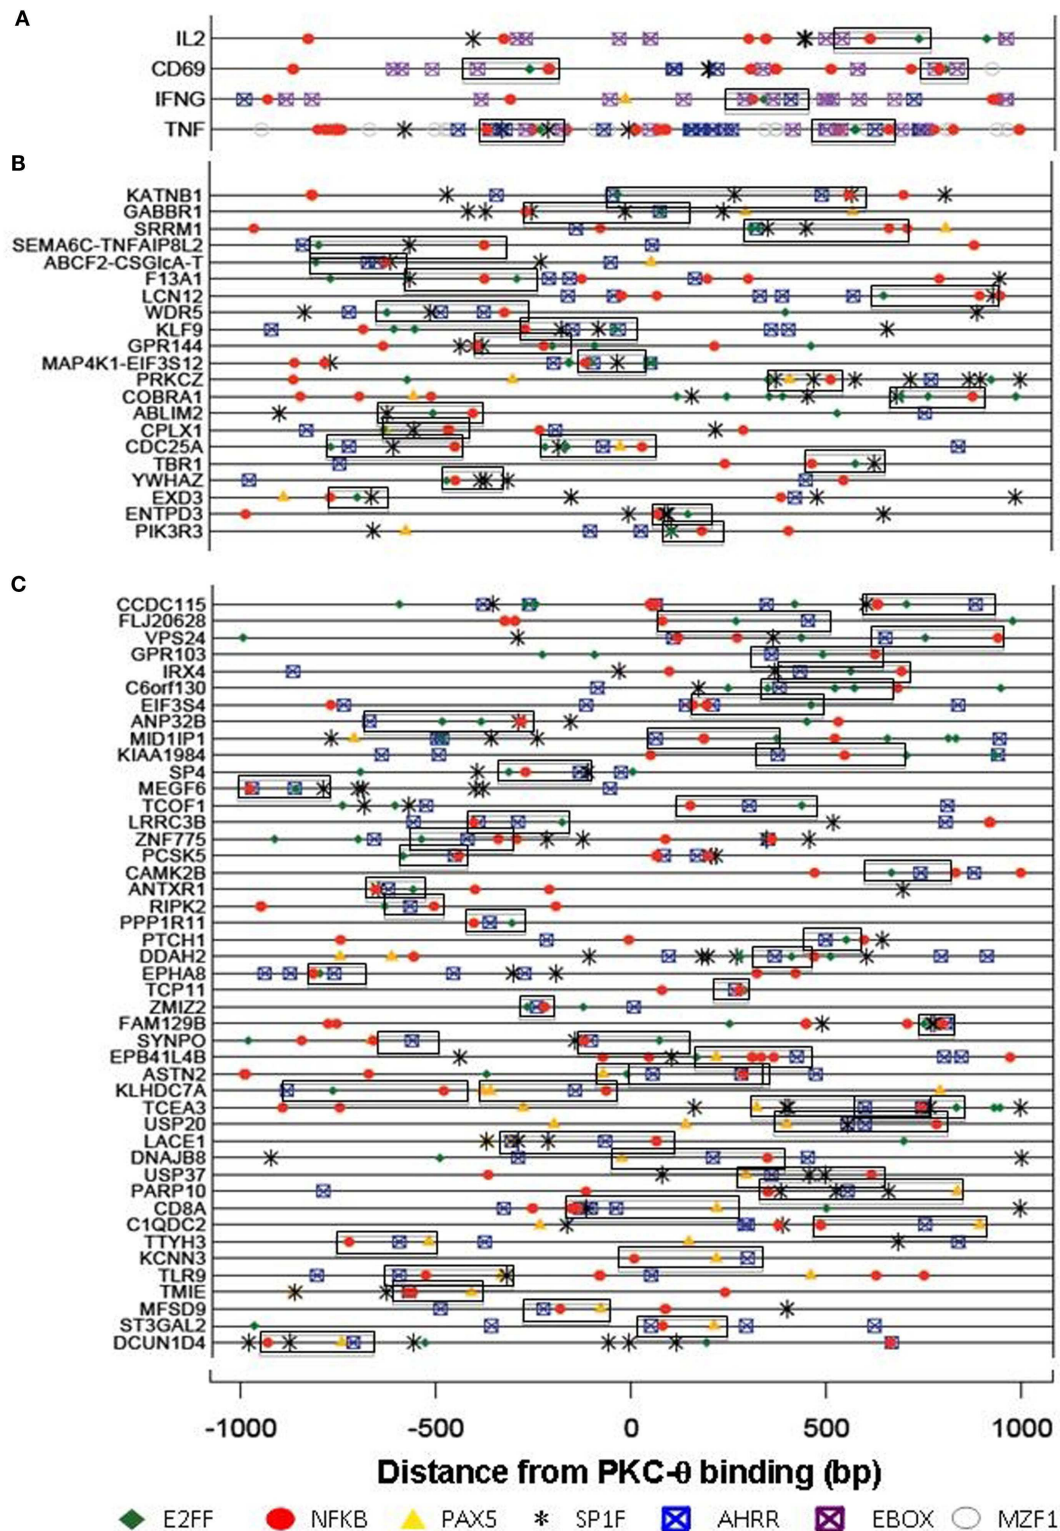 A
IL2
CD69
IFNG
TNF
B
KATNB1
GABBR1
SRRM1
SEMA6C-TNFAIP8L2
ABCF2-CSGlcA-T
F13A1
LCN12
WDR5
KLF9
GPR144
MAP4K1-EIF3S12
PRKCZ
COBRA1
ABLIM2
CPLX1
CDC25A
TBR1
YWHAZ
EXD3
ENTPD3
PIK3R3
C
CCDC115
FLJ20628
VPS24
GPR103
IRX4
C6orf130
EIF3S4
ANP32B
MID1IP1
KIAA1984
SP4
MEGF6
TCOF1
LRRC3B
ZNF775
PCSK5
CAMK2B
ANTXR1
RIPK2
PPP1R11
PTCH1
DDAH2
EPHA8
TCP11
ZMIZ2
FAM129B
SYNPO
EPB41L4B
ASTN2
KLHDC7A
TCEA3
USP20
LACE1
DNAJB8
USP37
PARP10
CD8A
C1QDC2
TTYH3
KCNN3
TLR9
TMIE
MFSD9
ST3GAL2
DCUN1D4
-1000 -500 0 500 1000
Distance from PKC-θ binding (bp)
E2FF NFKB PAX5 SP1F AHRR EBOX MZF1